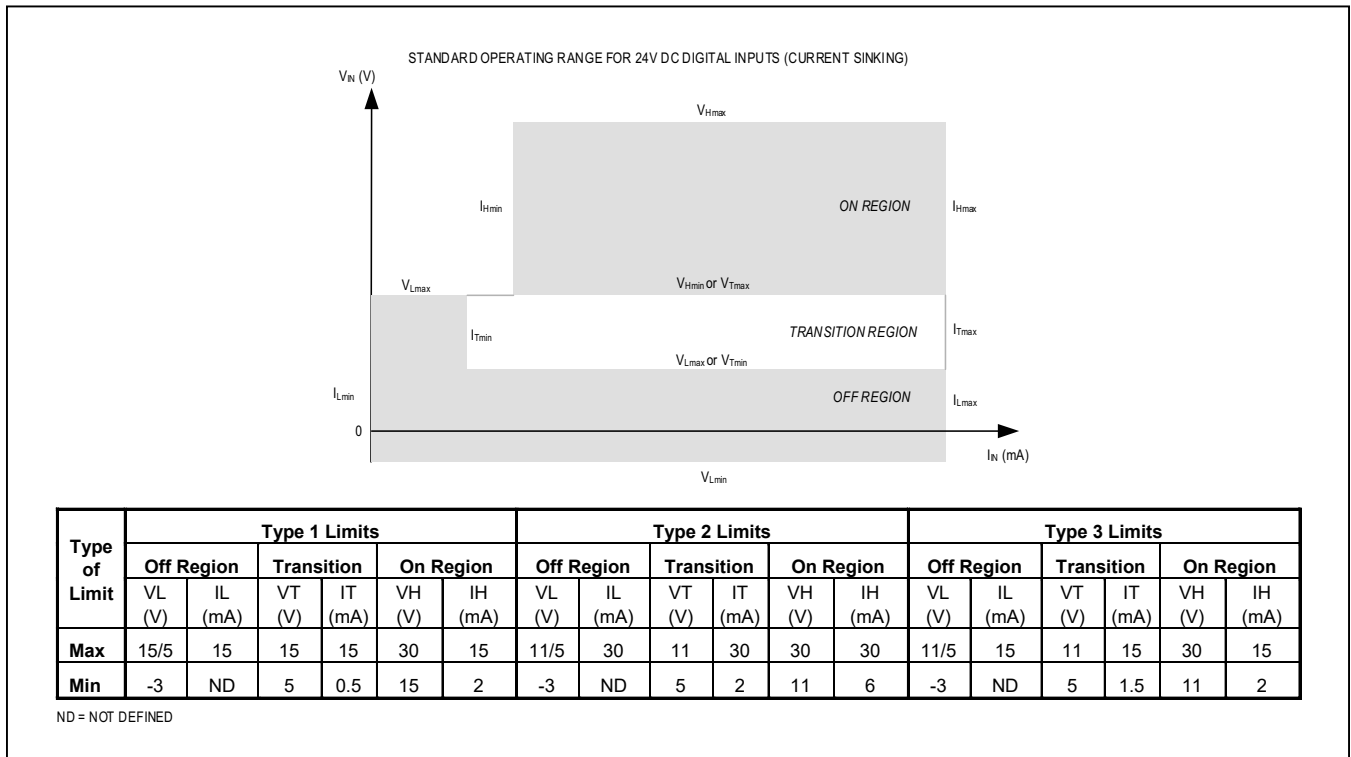 STANDARD OPERATING RANGE FOR 24V DC DIGITAL INPUTS (CURRENT SINKING)
VIN (V)
VHmax
IHmin
ON REGION
IHmax
VLmax
VHmin or VTmax
ITmin
TRANSITION REGION
ITmax
VLmax or VTmin
ILmin
OFF REGION
ILmax
0
IIN (mA)
VLmin
Type of Limit
Type 1 Limits Type 2 Limits Type 3 Limits
Off Region Transition On Region Off Region Transition On Region Off Region Transition On Region
VL (V) IL (mA) VT (V) IT (mA) VH (V) IH (mA) VL (V) IL (mA) VT (V) IT (mA) VH (V) IH (mA) VL (V) IL (mA) VT (V) IT (mA) VH (V) IH (mA)
Max 15/5 15 15 15 30 15 11/5 30 11 30 30 30 11/5 15 11 15 30 15
Min -3 ND 5 0.5 15 2 -3 ND 5 2 11 6 -3 ND 5 1.5 11 2
ND = NOT DEFINED